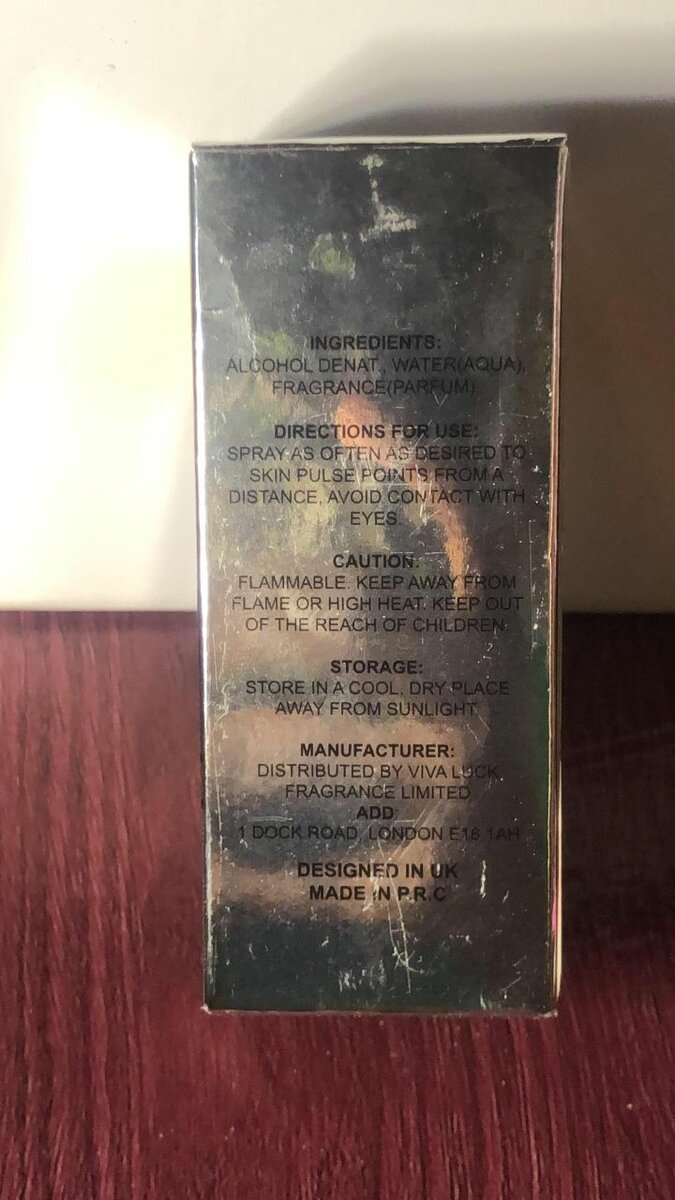 INGREDIENTS:
ALCOHOL DENAT., WATER(AQUA),
FRAGRANCE(PARFUM).
DIRECTIONS FOR USE:
SPRAY AS OFTEN AS DESIRED TO
SKIN PULSE POINTS FROM A
DISTANCE, AVOID CONTACT WITH
EYES.
CAUTION:
FLAMMABLE. KEEP AWAY FROM
FLAME OR HIGH HEAT. KEEP OUT
OF THE REACH OF CHILDREN.
STORAGE:
STORE IN A COOL, DRY PLACE
AWAY FROM SUNLIGHT.
MANUFACTURER:
DISTRIBUTED BY VIVA LUCK
FRAGRANCE LIMITED
ADD
1 DOCK ROAD, LONDON E16 1AH
DESIGNED IN UK
MADE IN P.R.C